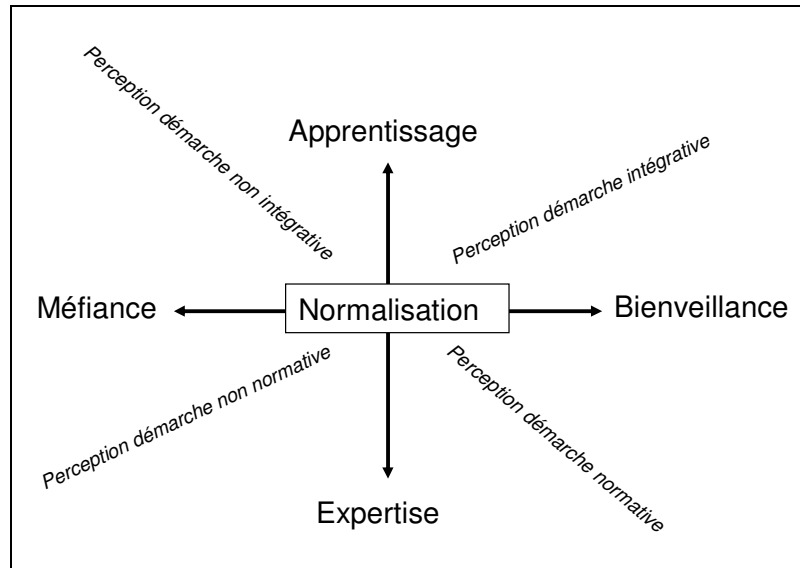 Perception démarche non intégrative
Apprentissage
Perception démarche intégrative
Méfiance
Normalisation
Bienveillance
Perception démarche non normative
Perception démarche normative
Expertise